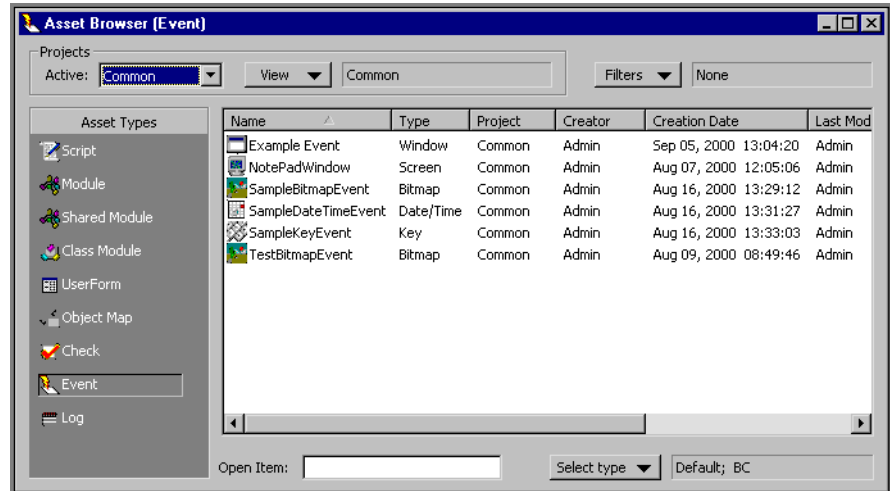 Asset Browser (Event)
Projects
Active: Common View Common Filters None
Asset Types
Script
Module
Shared Module
Class Module
UserForm
Object Map
Check
Event
Log
Name Type Project Creator Creation Date Last Mod
Example Event Window Common Admin Sep 05, 2000 13:04:20 Admin
NotePadWindow Screen Common Admin Aug 07, 2000 12:05:06 Admin
SampleBitmapEvent Bitmap Common Admin Aug 16, 2000 13:29:12 Admin
SampleDateTimeEvent Date/Time Common Admin Aug 16, 2000 13:31:27 Admin
SampleKeyEvent Key Common Admin Aug 16, 2000 13:33:03 Admin
TestBitmapEvent Bitmap Common Admin Aug 09, 2000 08:49:46 Admin
Open Item: Select type Default; BC